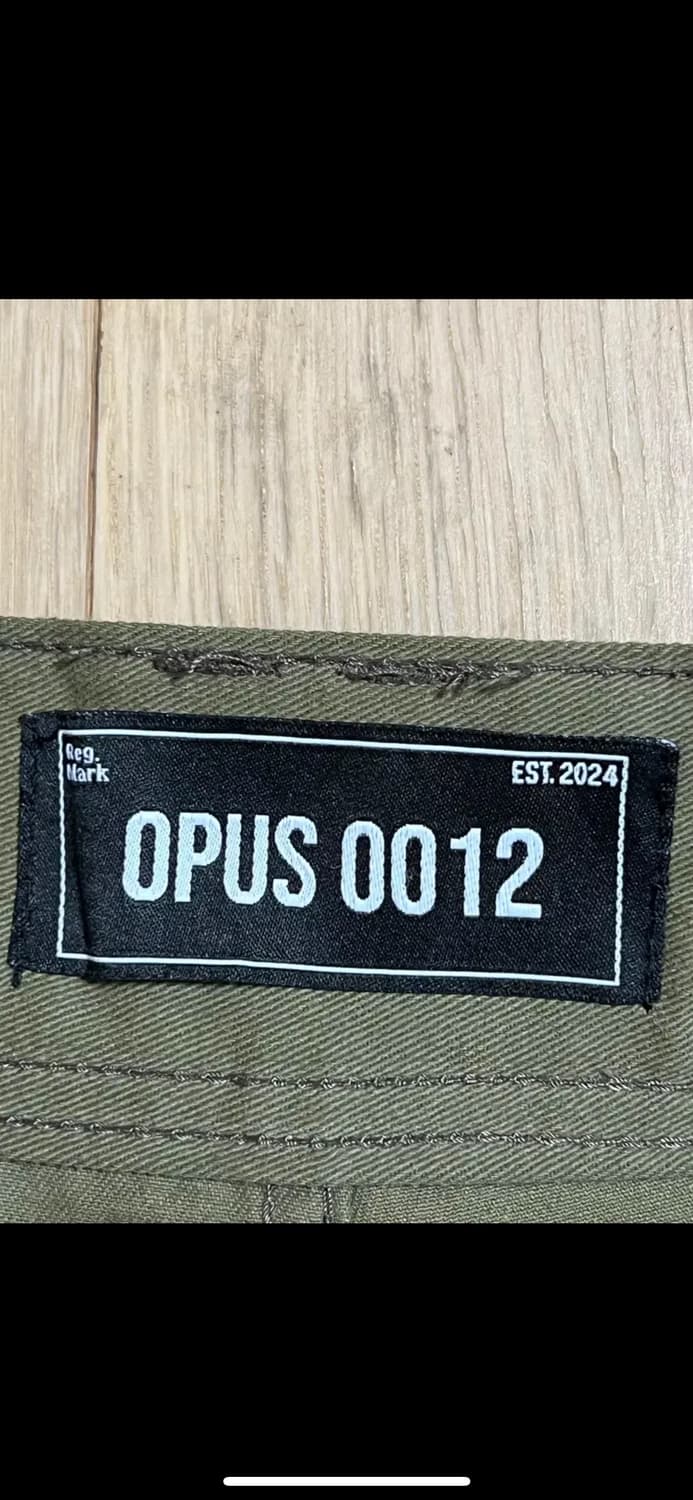 Reg.
Mark
EST. 2024
OPUS 0012